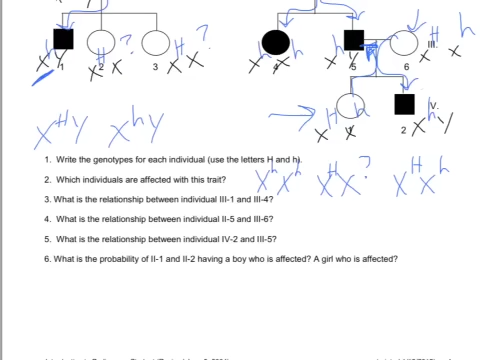 h H ? H ? h h h H h
X Y X X X X X X X Y X X III.
1 2 3 4 5 6
H h h
X X X Y IV.
1 2
X^H Y X^h Y
1. Write the genotypes for each individual (use the letters H and h).
2. Which individuals are affected with this trait? X^h X^h X^H X^? X^H X^h
3. What is the relationship between individual III-1 and III-4?
4. What is the relationship between individual II-5 and III-6?
5. What is the relationship between individual IV-2 and III-5?
6. What is the probability of II-1 and II-2 having a boy who is affected? A girl who is affected?